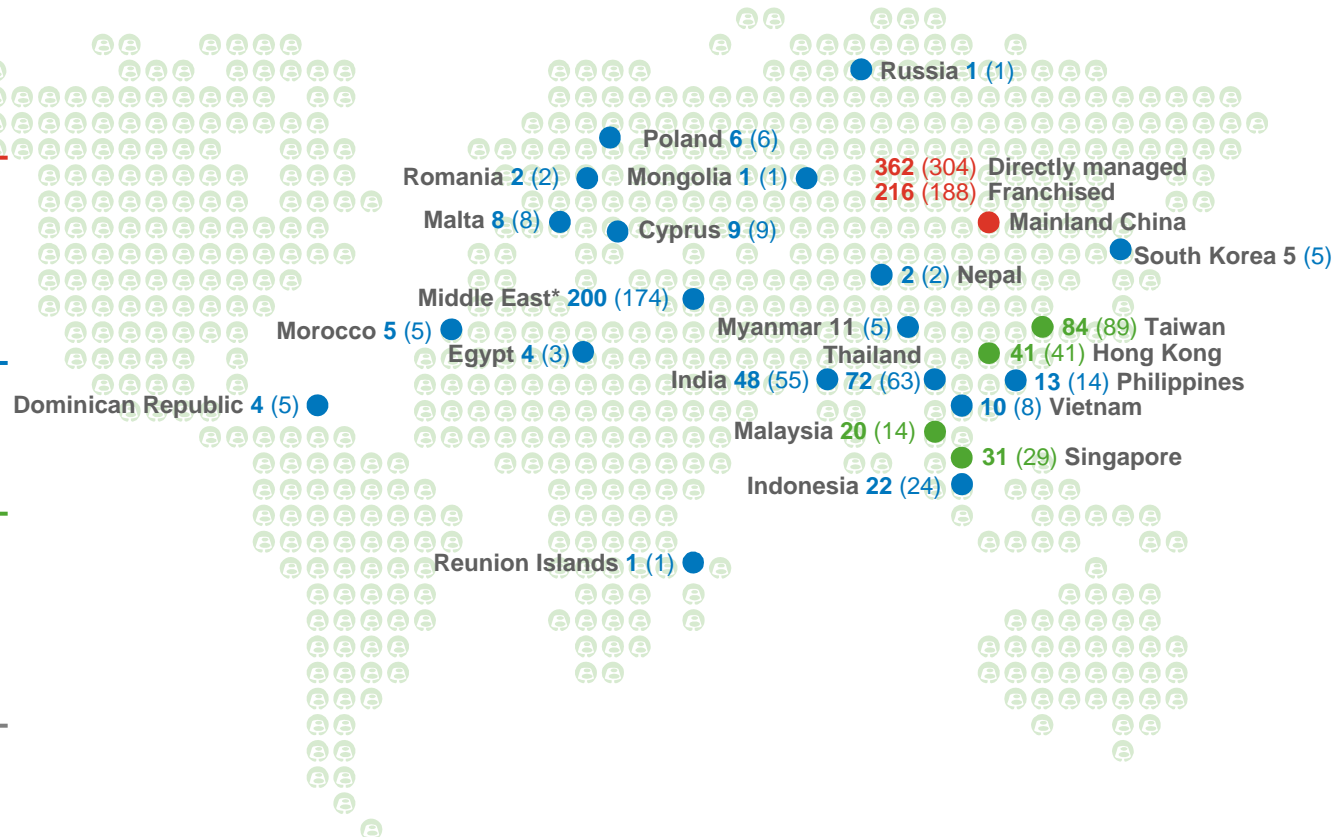 Russia 1 (1)
Poland 6 (6)
362 (304) Directly managed
Romania 2 (2)
Mongolia 1 (1)
216 (188) Franchised
Malta 8 (8)
Cyprus 9 (9)
Mainland China
South Korea 5 (5)
2 (2) Nepal
Middle East* 200 (174)
Morocco 5 (5)
Myanmar 11 (5)
84 (89) Taiwan
Egypt 4 (3)
Thailand
72 (63)
41 (41) Hong Kong
India 48 (55)
13 (14) Philippines
Dominican Republic 4 (5)
10 (8) Vietnam
Malaysia 20 (14)
31 (29) Singapore
Indonesia 22 (24)
Reunion Islands 1 (1)